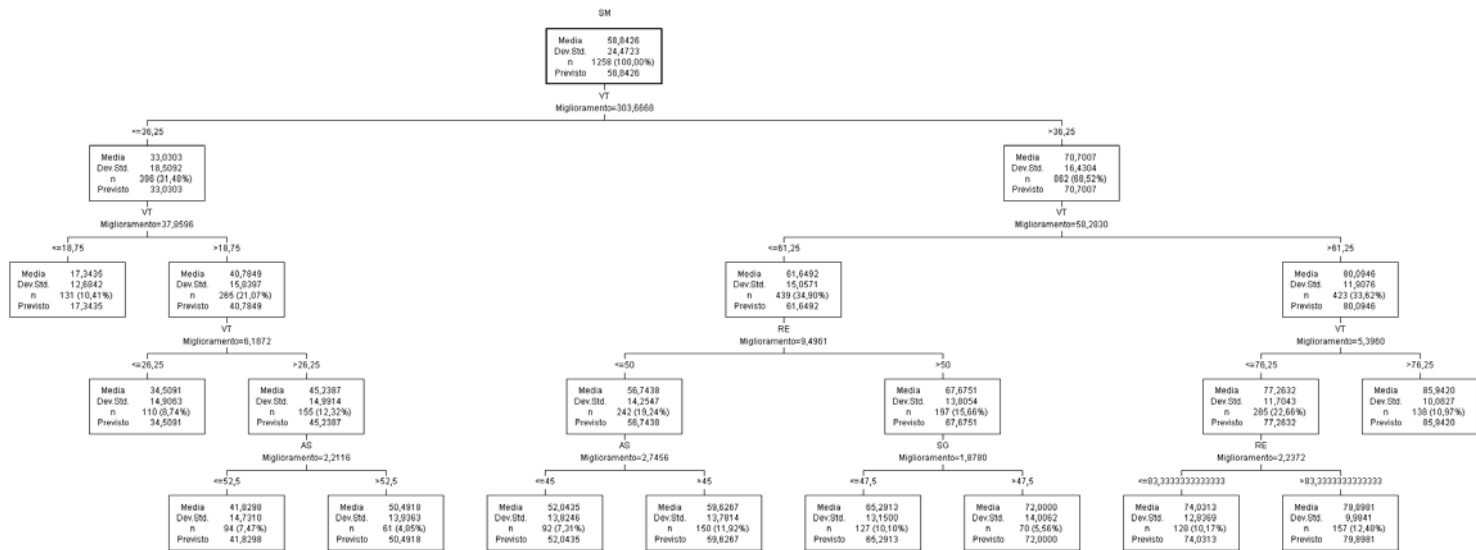 SM
Media 58,8426
Dev.Std. 24,4723
n 1258 (100,00%)
Previsto 58,8426
VT
Miglioramento=303,6668
<=36,25
>36,25
Media 33,0303
Dev.Std. 18,5092
n 396 (31,48%)
Previsto 33,0303
Media 70,7007
Dev.Std. 16,4304
n 862 (68,52%)
Previsto 70,7007
VT
Miglioramento=37,8596
VT
Miglioramento=58,2830
<=18,75
>18,75
<=61,25
>61,25
Media 17,3435
Dev.Std. 12,6842
n 131 (10,41%)
Previsto 17,3435
Media 40,7849
Dev.Std. 15,8397
n 265 (21,07%)
Previsto 40,7849
Media 61,6492
Dev.Std. 15,0571
n 439 (34,90%)
Previsto 61,6492
Media 80,0946
Dev.Std. 11,9076
n 423 (33,62%)
Previsto 80,0946
VT
Miglioramento=6,1872
RE
Miglioramento=9,4961
VT
Miglioramento=5,3960
<=26,25
>26,25
<=50
>50
<=76,25
>76,25
Media 34,5091
Dev.Std. 14,9063
n 110 (8,74%)
Previsto 34,5091
Media 45,2387
Dev.Std. 14,9914
n 155 (12,32%)
Previsto 45,2387
Media 56,7438
Dev.Std. 14,2547
n 242 (19,24%)
Previsto 56,7438
Media 67,6751
Dev.Std. 13,8054
n 197 (15,66%)
Previsto 67,6751
Media 77,2632
Dev.Std. 11,7043
n 285 (22,66%)
Previsto 77,2632
Media 85,9420
Dev.Std. 10,0827
n 138 (10,97%)
Previsto 85,9420
AS
Miglioramento=2,2116
AS
Miglioramento=2,7456
SG
Miglioramento=1,8780
RE
Miglioramento=2,2372
<=52,5
>52,5
<=45
>45
<=47,5
>47,5
<=83,3333333333333
>83,3333333333333
Media 41,8298
Dev.Std. 14,7310
n 94 (7,47%)
Previsto 41,8298
Media 50,4918
Dev.Std. 13,9363
n 61 (4,85%)
Previsto 50,4918
Media 52,0435
Dev.Std. 13,8246
n 92 (7,31%)
Previsto 52,0435
Media 59,6267
Dev.Std. 13,7814
n 150 (11,92%)
Previsto 59,6267
Media 65,2913
Dev.Std. 13,1500
n 127 (10,10%)
Previsto 65,2913
Media 72,0000
Dev.Std. 14,0062
n 70 (5,56%)
Previsto 72,0000
Media 74,0313
Dev.Std. 12,8369
n 128 (10,17%)
Previsto 74,0313
Media 79,8981
Dev.Std. 9,9841
n 157 (12,48%)
Previsto 79,8981